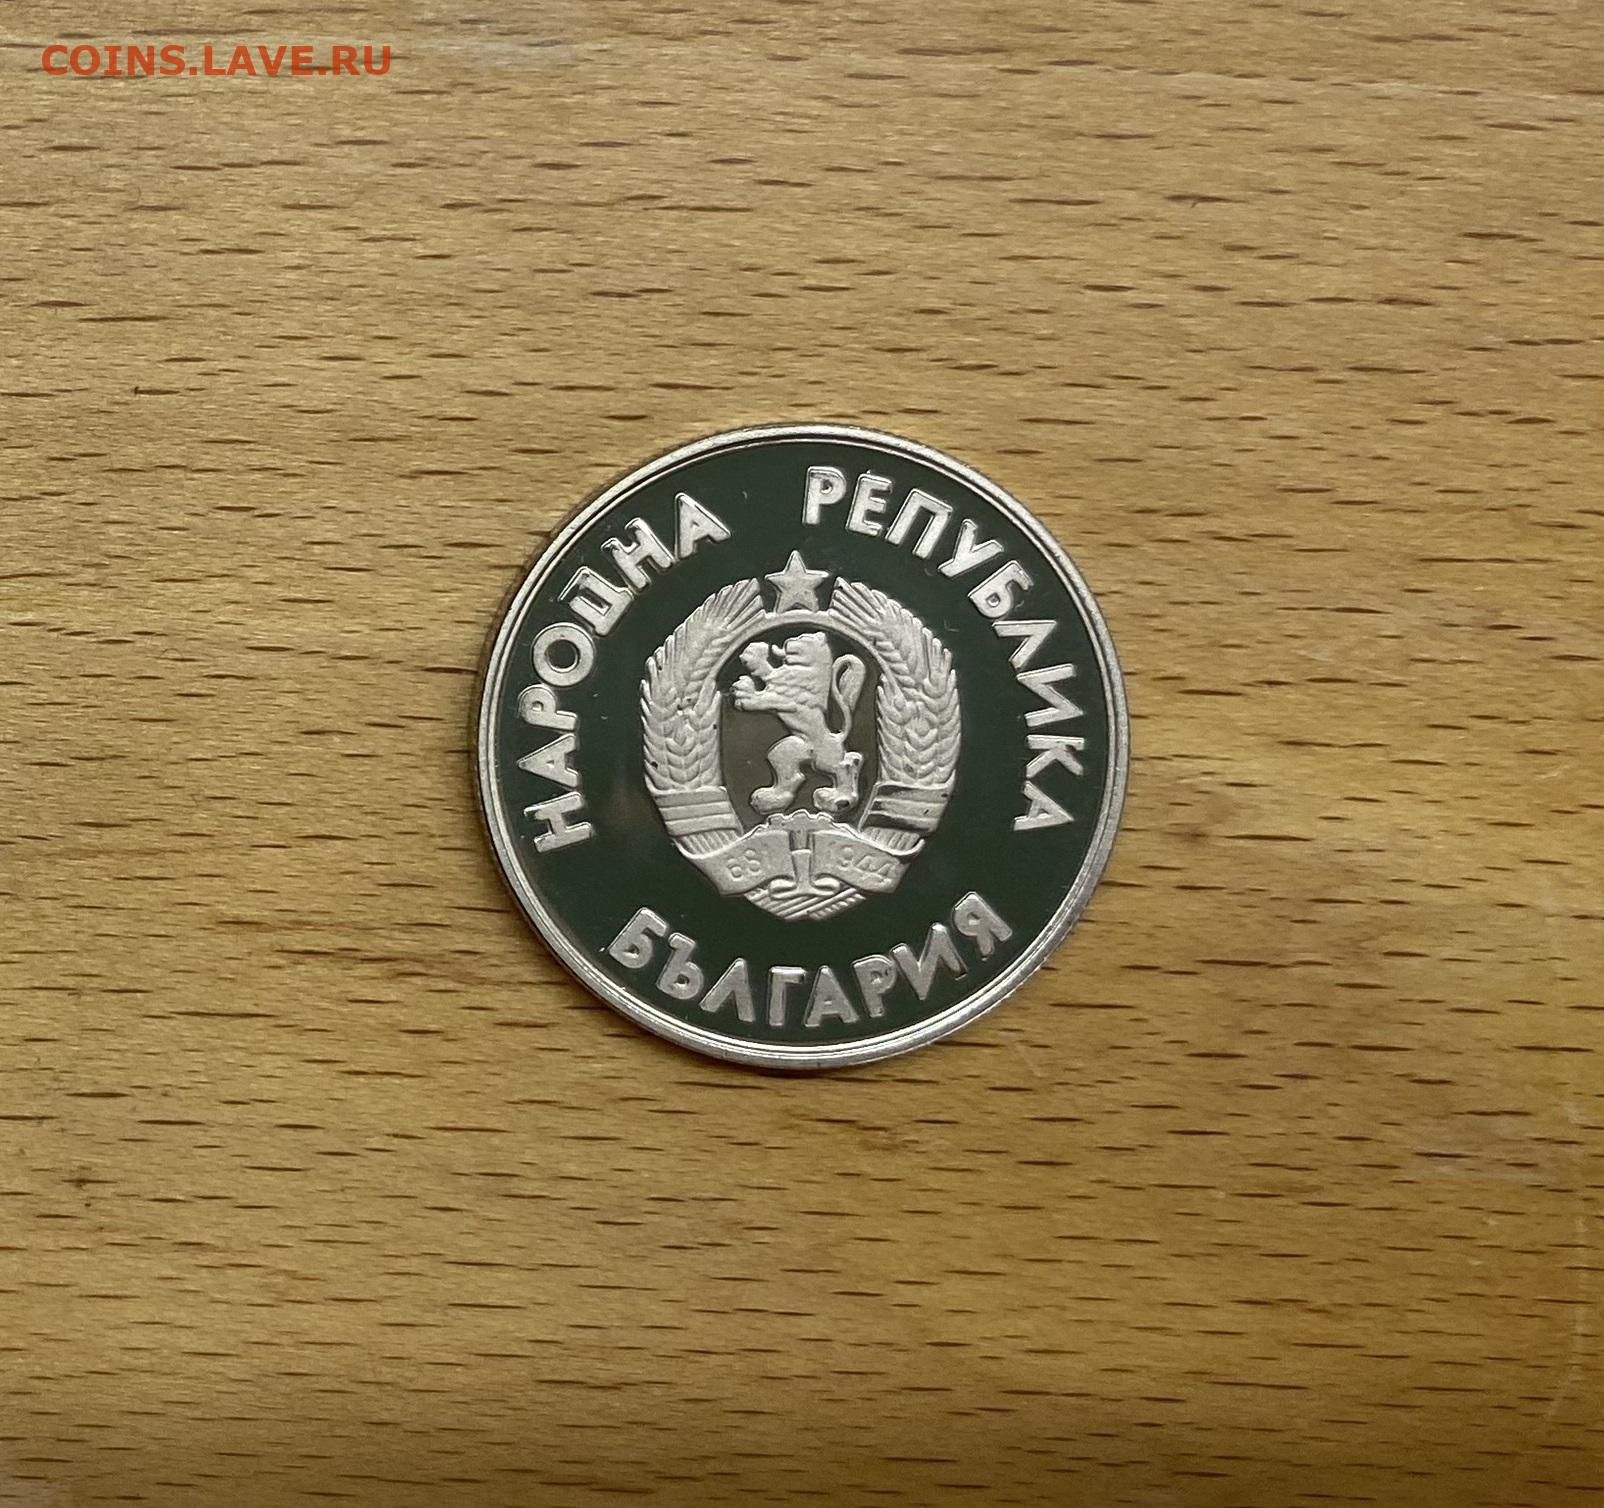 COINS.LAVE.RU
НАРОДНА РЕПУБЛИКА
681 1944
БЪЛГАРИЯ